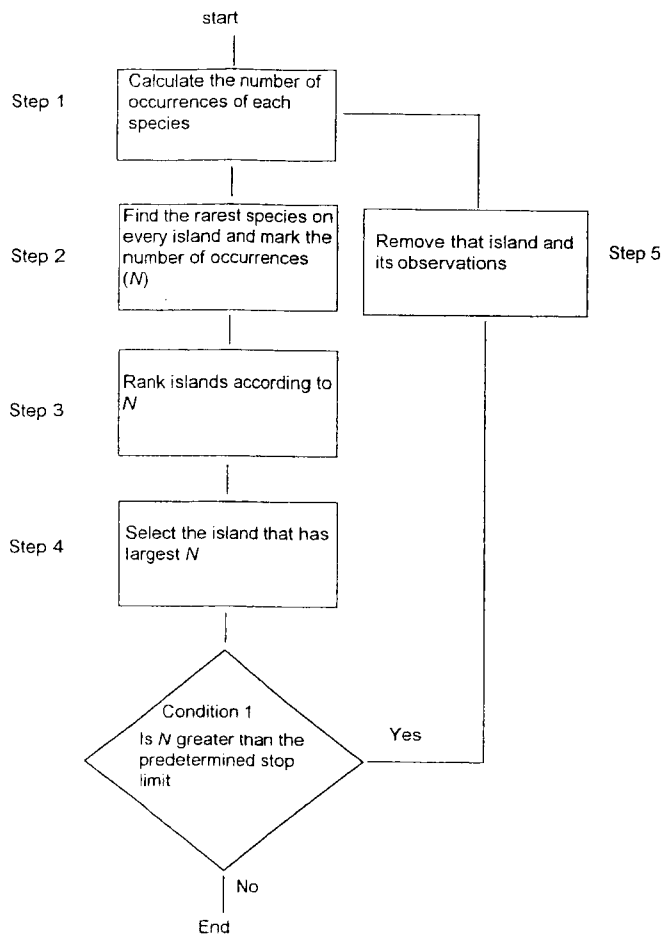 start
Step 1
Calculate the number of
occurrences of each
species
Step 2
Find the rarest species on
every island and mark the
number of occurrences
(N)
Remove that island and
its observations
Step 5
Step 3
Rank islands according to
N
Step 4
Select the island that has
largest N
Condition 1
Is N greater than the
predetermined stop
limit
Yes
No
End